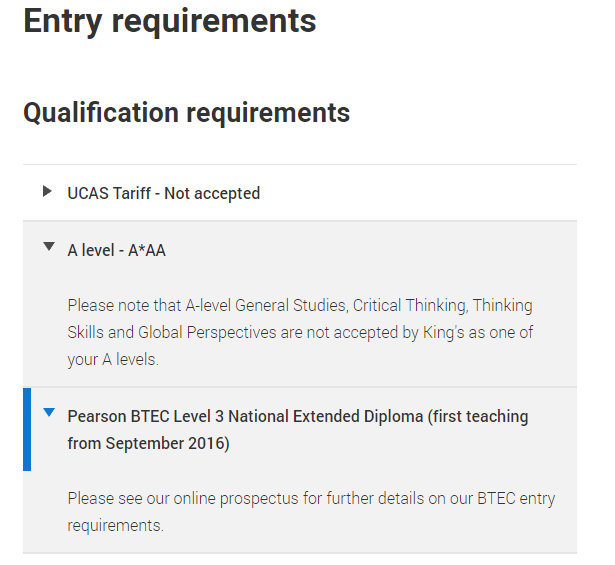 Entry requirements
Qualification requirements
UCAS Tariff - Not accepted
A level - A*AA
Please note that A-level General Studies, Critical Thinking, Thinking
Skills and Global Perspectives are not accepted by King's as one of
your A levels.
Pearson BTEC Level 3 National Extended Diploma (first teaching
from September 2016)
Please see our online prospectus for further details on our BTEC entry
requirements.